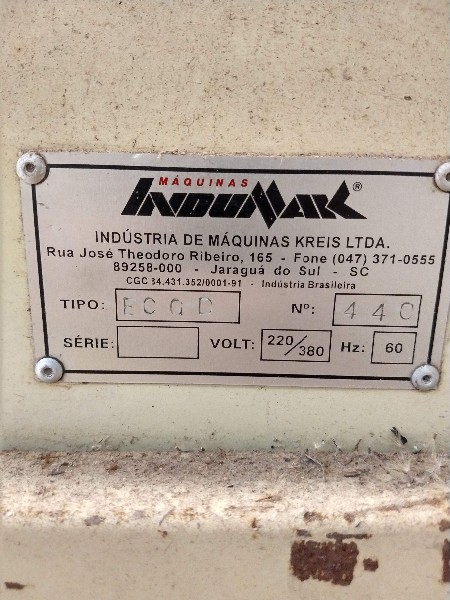 MÁQUINAS
INDUMAK ®
INDÚSTRIA DE MÁQUINAS KREIS LTDA.
Rua José Theodoro Ribeiro, 165 - Fone (047) 371-0555
89258-000 - Jaraguá do Sul - SC
CGC 84.431.352/0001-91 - Indústria Brasileira
TIPO: Nº:
SÉRIE: VOLT: 220/380 Hz: 60